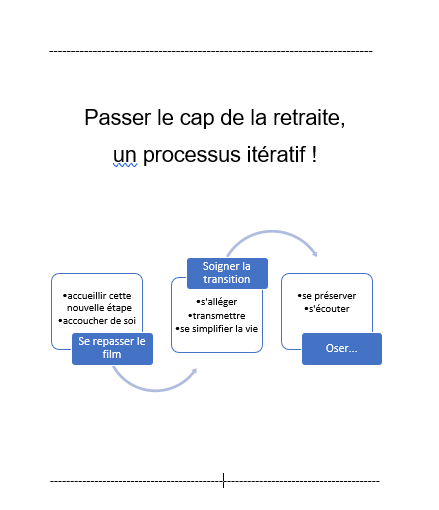 Passer le cap de la retraite,
un processus itératif !
•accueillir cette
nouvelle étape
•accoucher de soi
Se repasser le
film
Soigner la
transition
•s'alléger
•transmettre
•se simplifier la vie
•se préserver
•s'écouter
Oser...